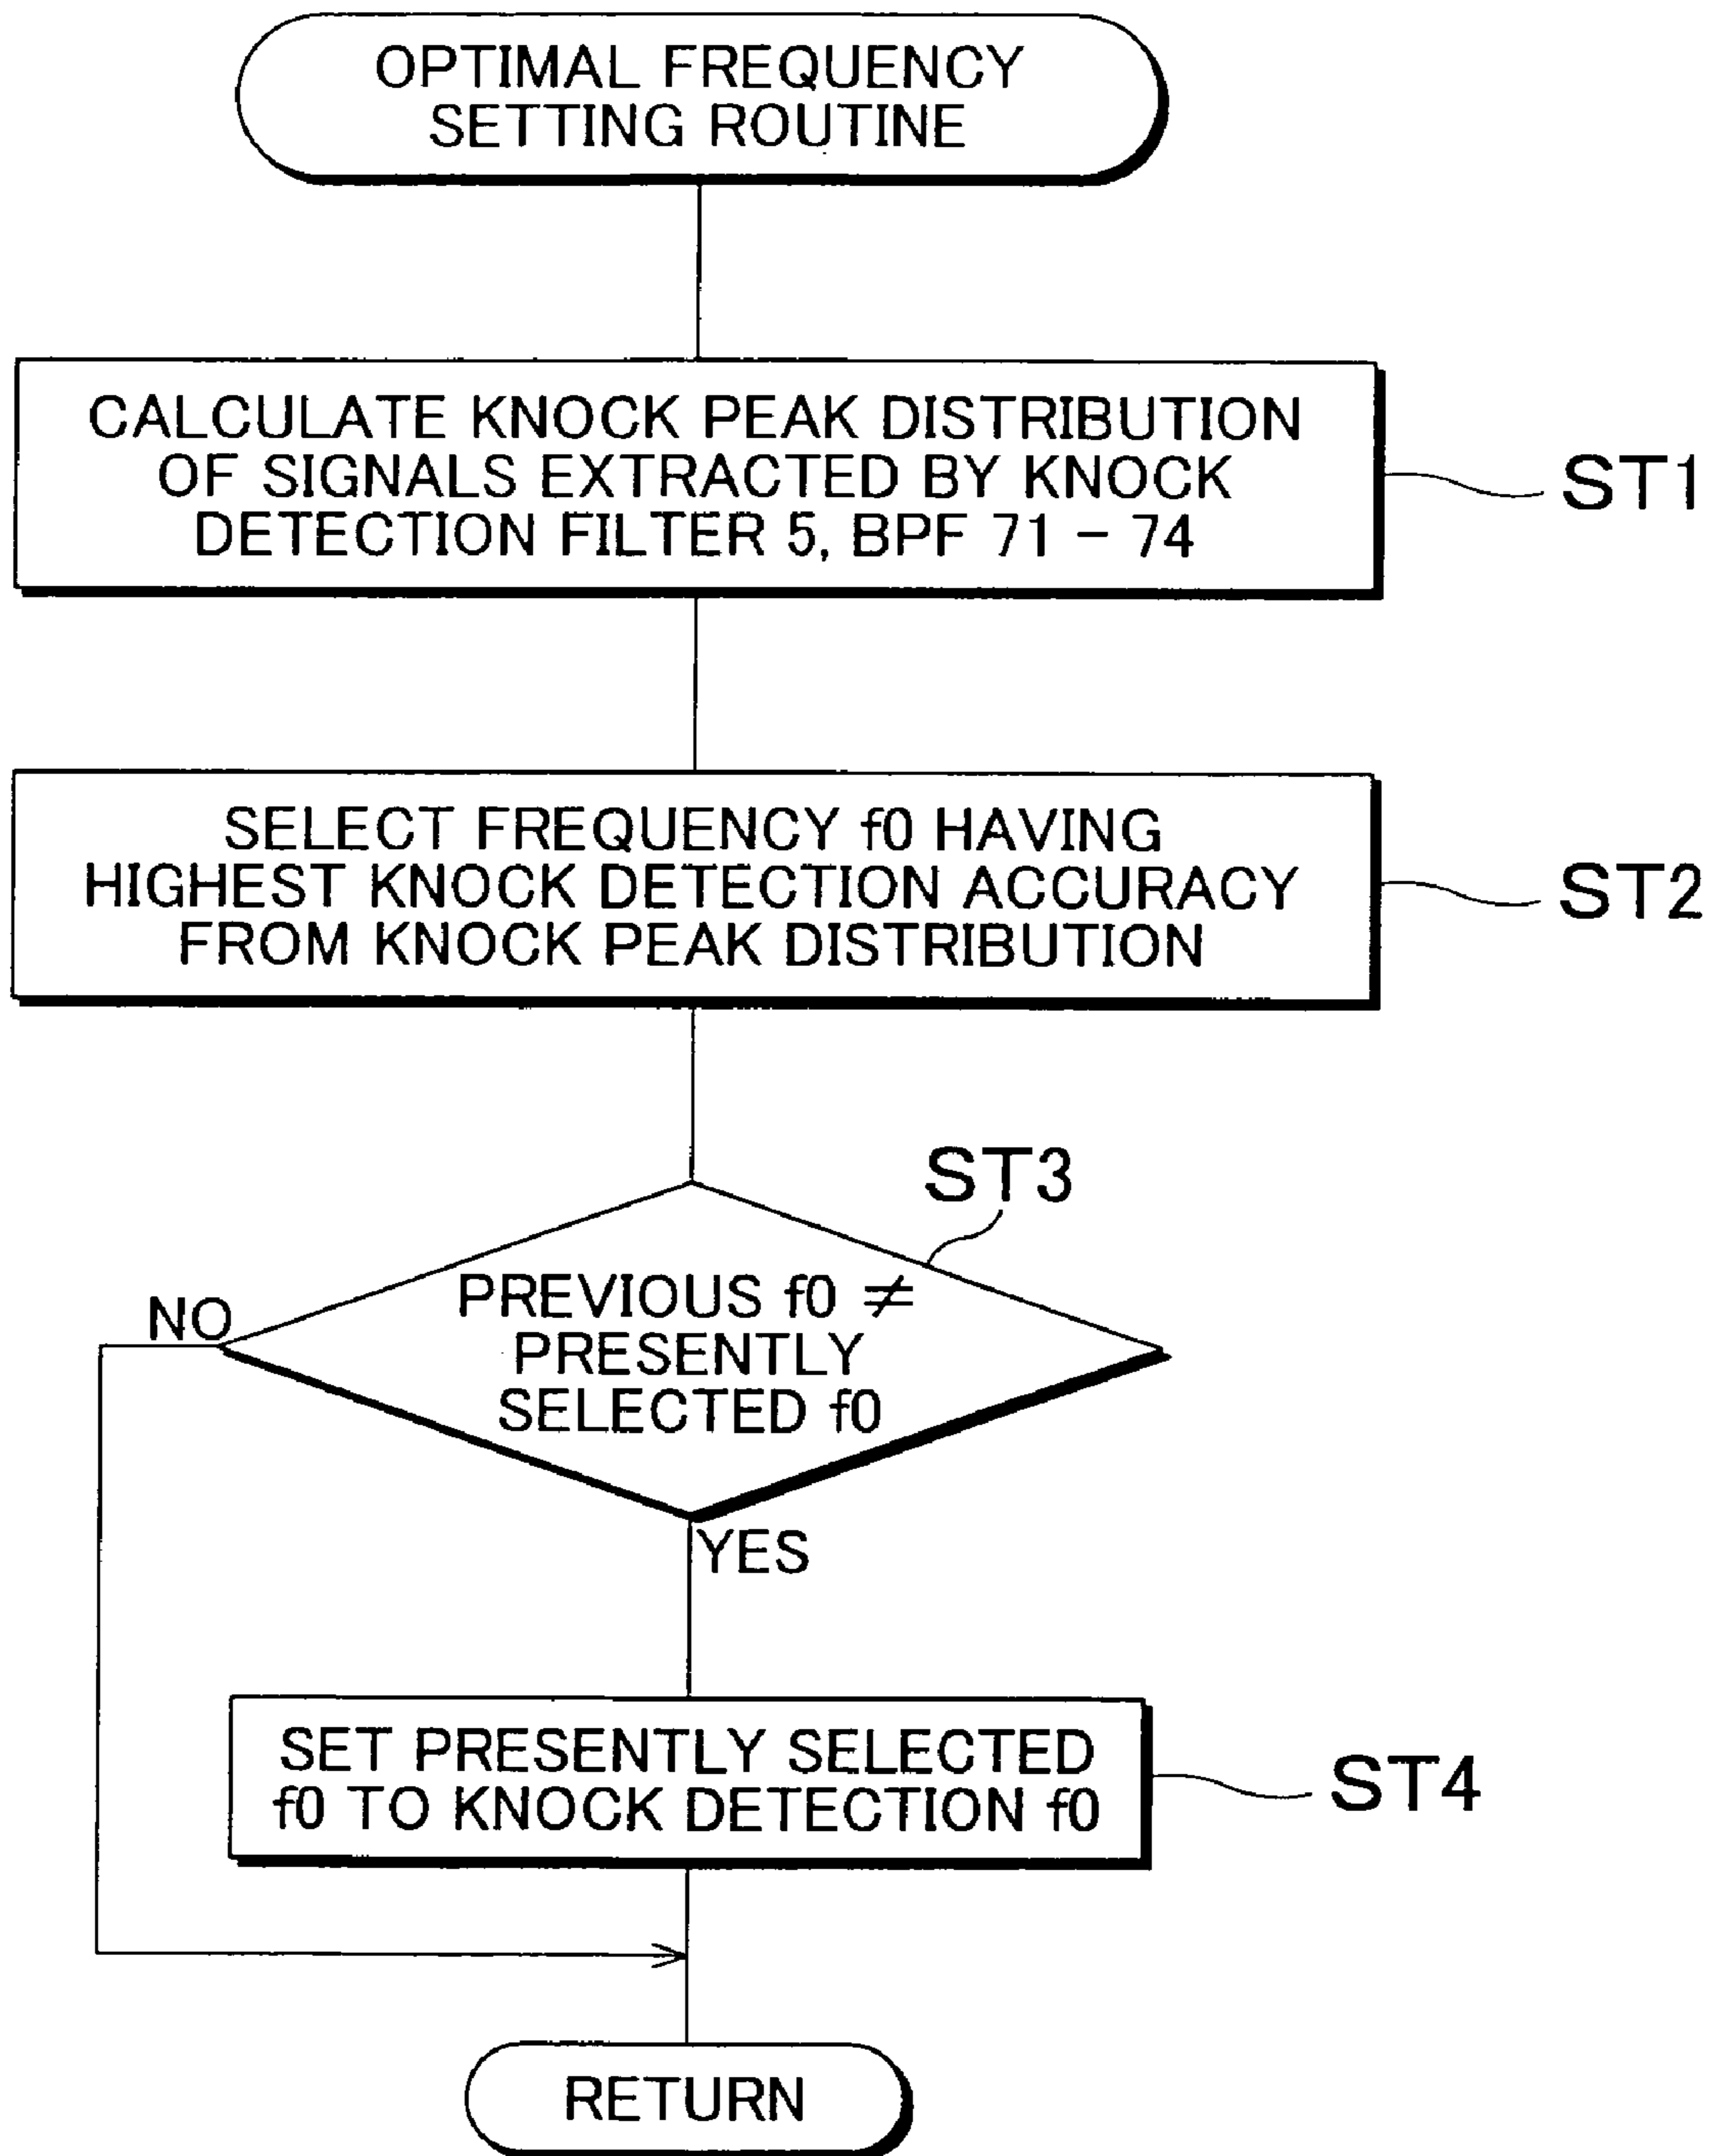 OPTIMAL FREQUENCY
SETTING ROUTINE
CALCULATE KNOCK PEAK DISTRIBUTION
OF SIGNALS EXTRACTED BY KNOCK
DETECTION FILTER 5, BPF 71 – 74
ST1
SELECT FREQUENCY f0 HAVING
HIGHEST KNOCK DETECTION ACCURACY
FROM KNOCK PEAK DISTRIBUTION
ST2
ST3
PREVIOUS f0 ≠
PRESENTLY
SELECTED f0
NO
YES
SET PRESENTLY SELECTED
f0 TO KNOCK DETECTION f0
ST4
RETURN